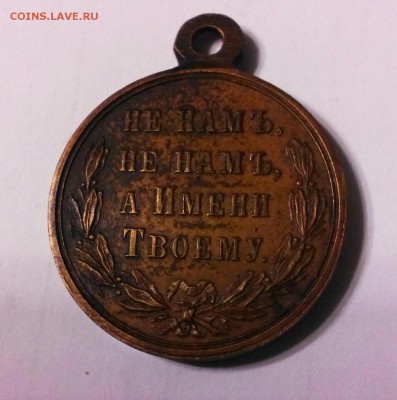 COINS.LAVE.RU
НЕ НАМЪ,
НЕ НАМЪ,
А ИМЕНИ
ТВОЕМУ.